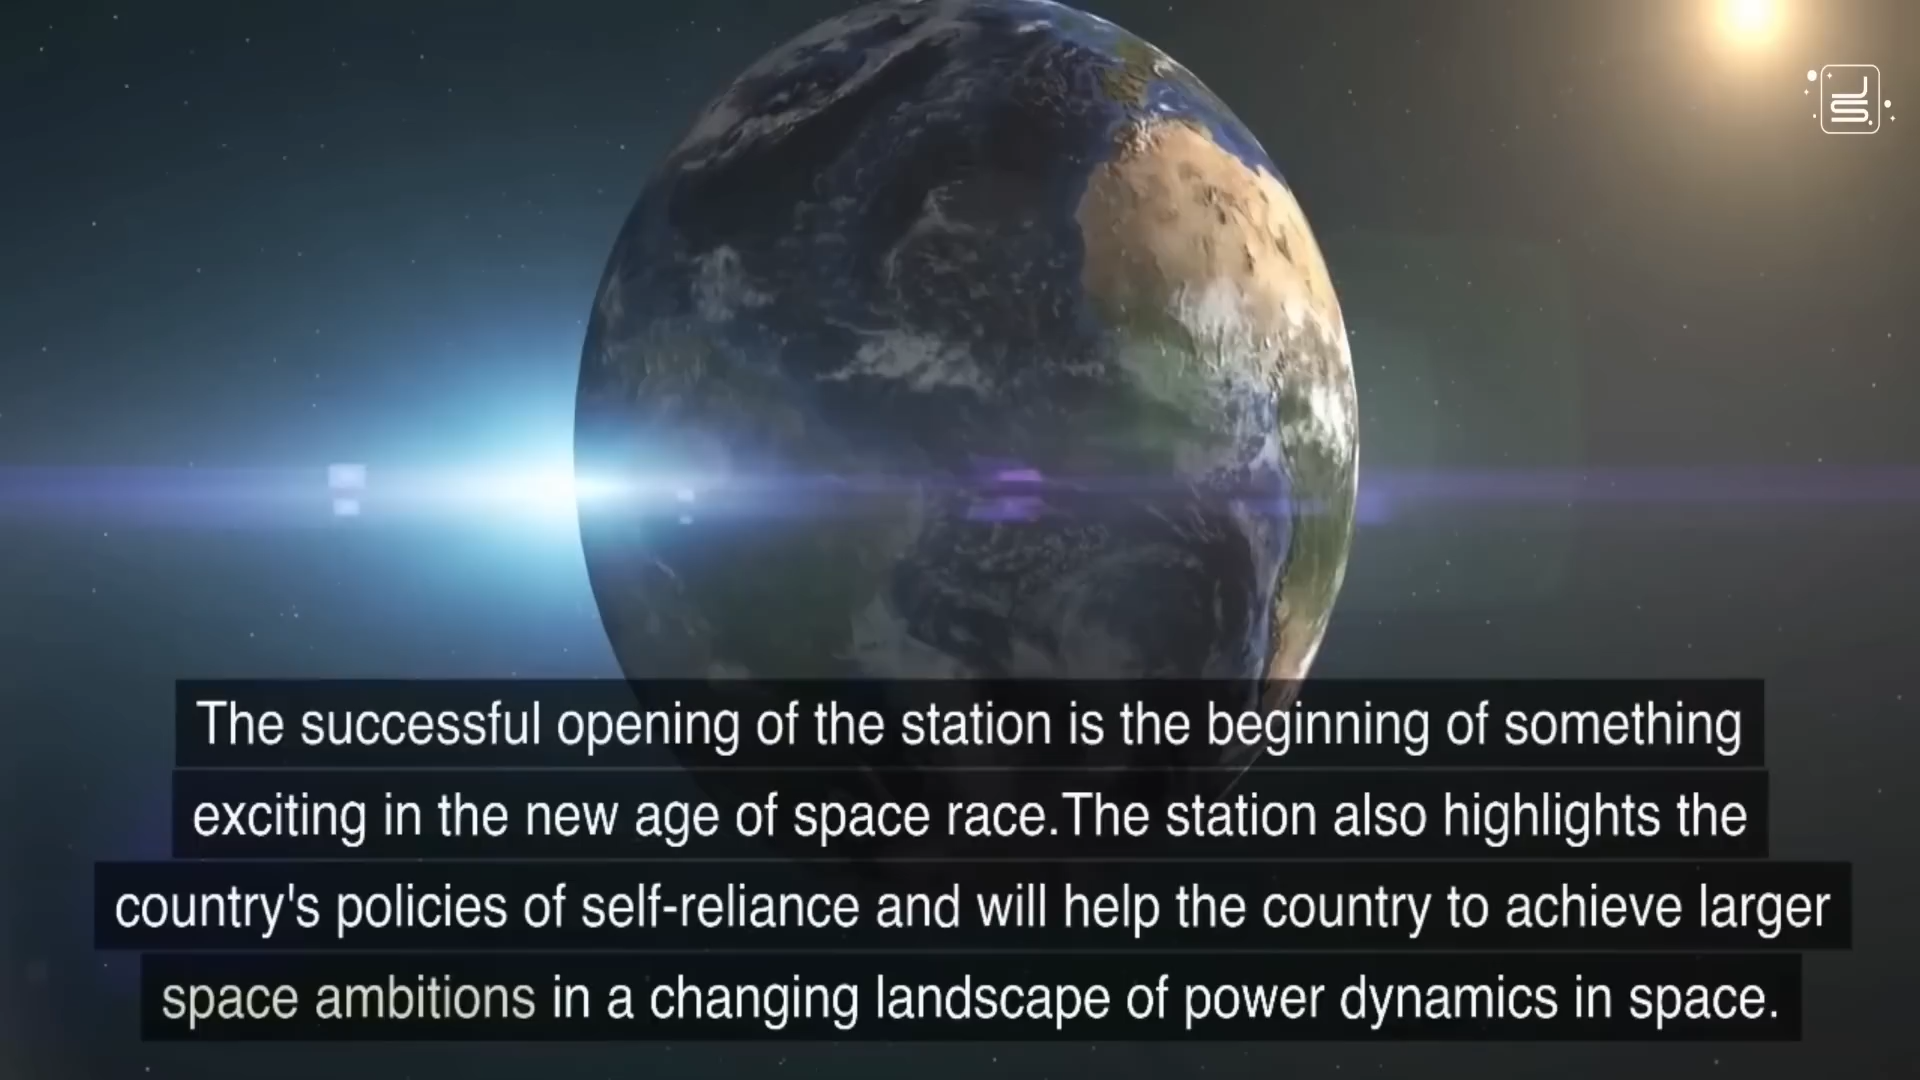 The successful opening of the station is the beginning of something
exciting in the new age of space race.The station also highlights the
country's policies of self-reliance and will help the country to achieve larger
space ambitions in a changing landscape of power dynamics in space.